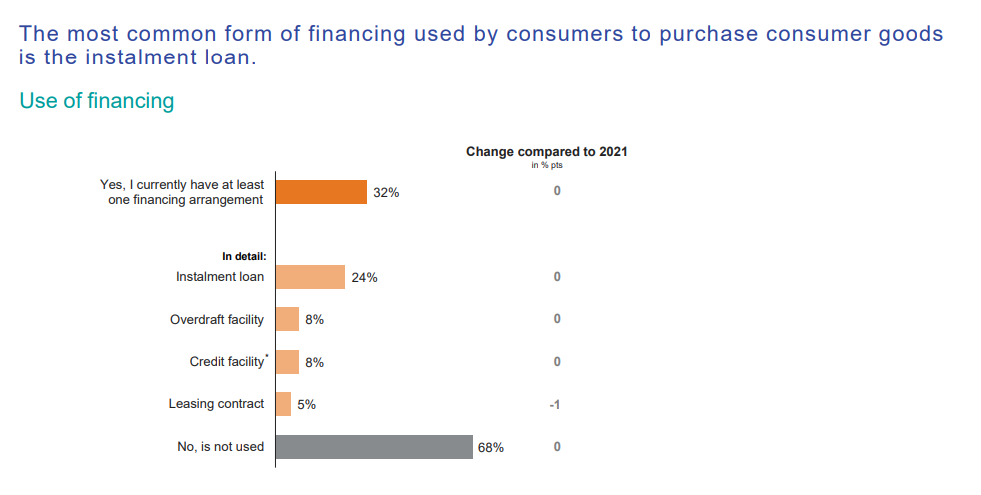 The most common form of financing used by consumers to purchase consumer goods
is the instalment loan.
Use of financing
Change compared to 2021
in % pts
Yes, I currently have at least
one financing arrangement
32%
0
In detail:
Instalment loan
24%
0
Overdraft facility
8%
0
Credit facility*
8%
0
Leasing contract
5%
-1
No, is not used
68%
0